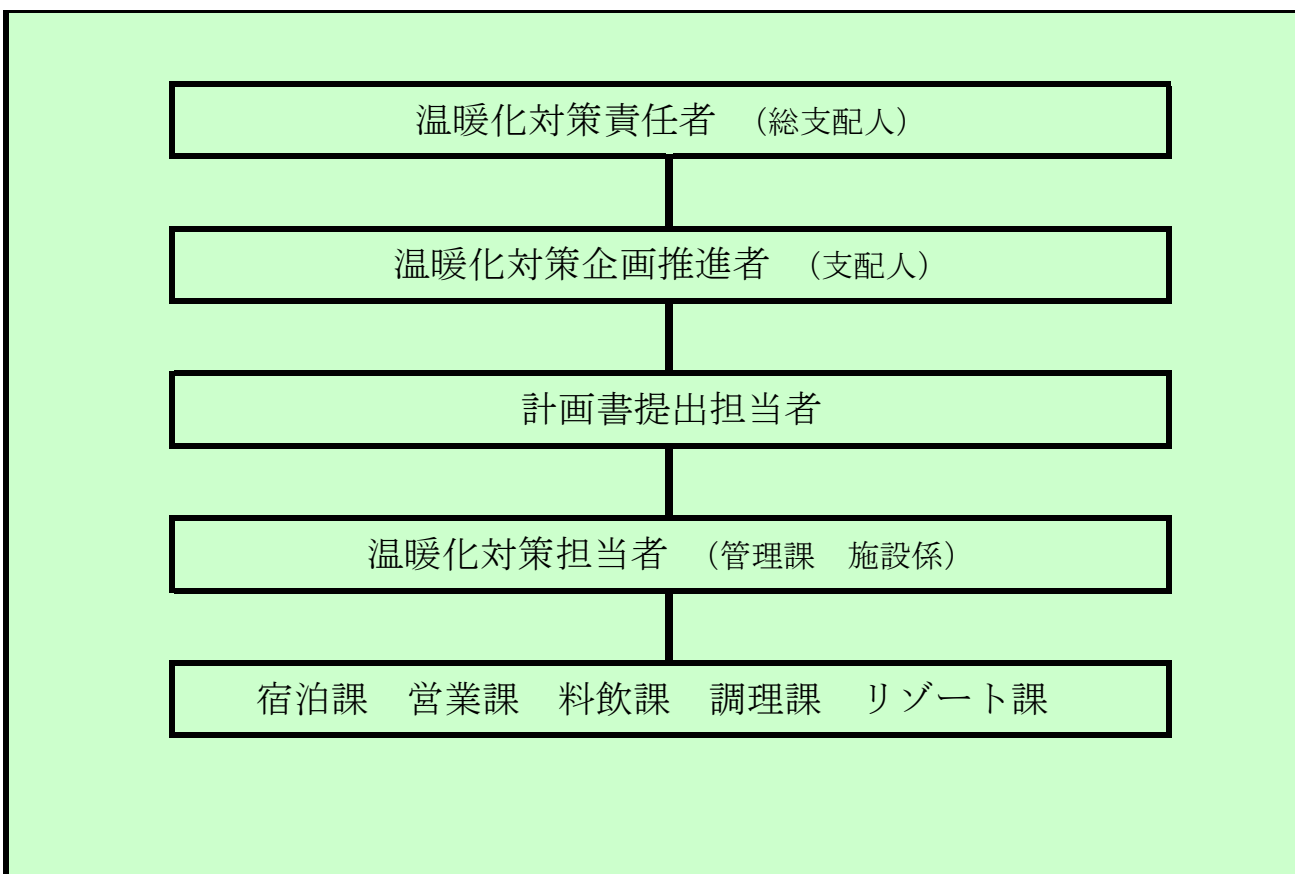 温暖化対策責任者　（総支配人）
温暖化対策企画推進者　（支配人）
計画書提出担当者
温暖化対策担当者　（管理課　施設係）
宿泊課　営業課　料飲課　調理課　リゾート課